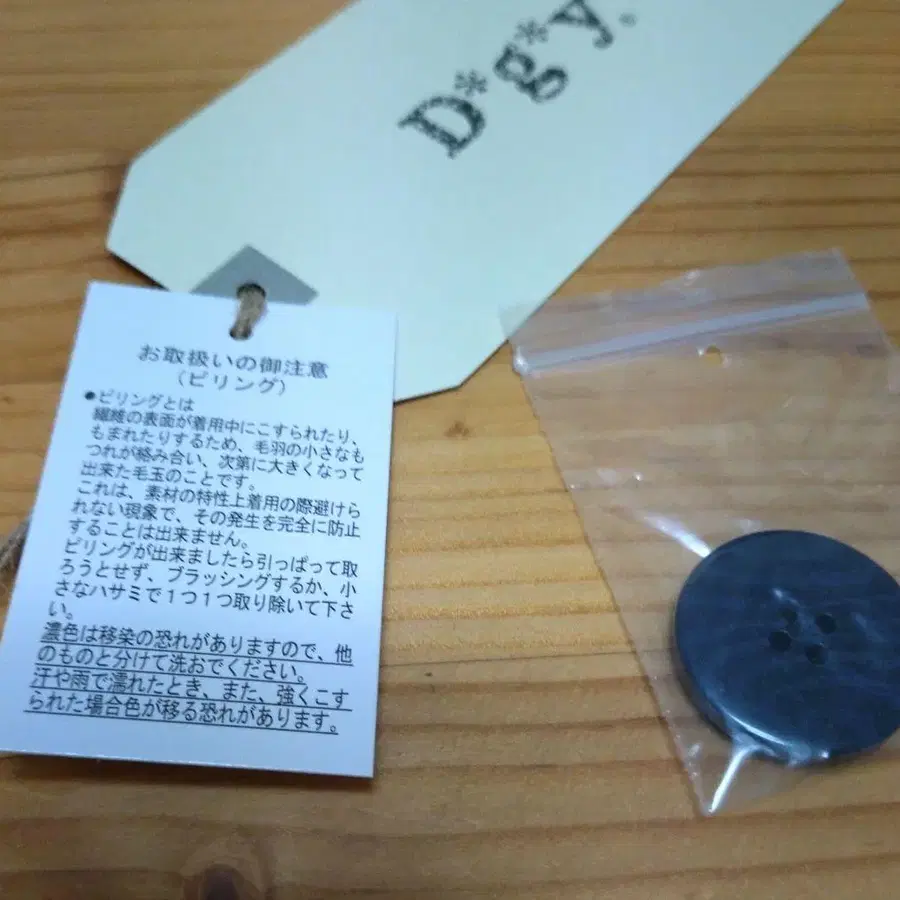 D*g*y.
お取扱いの御注意
(ピリング)
●ピリングとは
繊維の表面が着用中にこすられたり、
もまれたりするため、毛羽の小さなも
つれが絡み合い、次第に大きくなって
出来た毛玉のことです。
これは、素材の特性上着用の際避けら
れない現象で、その発生を完全に防止
することは出来ません。
ピリングが出来ましたら引っぱって取
ろうとせず、ブラッシングするか、小
さなハサミで1つ1つ取り除いて下さ
い。
濃色は移染の恐れがありますので、他
のものと分けて洗おでください。
汗や雨で濡れたとき、また、強くこす
られた場合色が移る恐れがあります。